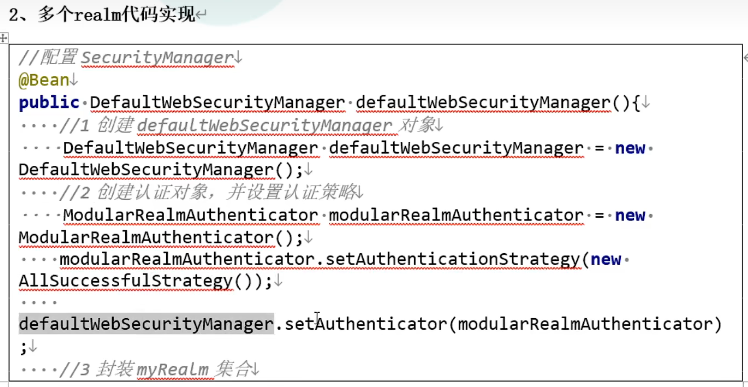 2、多个realm代码实现
//配置 SecurityManager
@Bean
public DefaultWebSecurityManager defaultWebSecurityManager(){
//1 创建 defaultWebSecurityManager 对象
DefaultWebSecurityManager defaultWebSecurityManager = new
DefaultWebSecurityManager();
//2 创建认证对象，并设置认证策略
ModularRealmAuthenticator modularRealmAuthenticator = new
ModularRealmAuthenticator();
modularRealmAuthenticator.setAuthenticationStrategy(new
AllSuccessfulStrategy());
defaultWebSecurityManager.setAuthenticator(modularRealmAuthenticator)
;
//3 封装 myRealm 集合